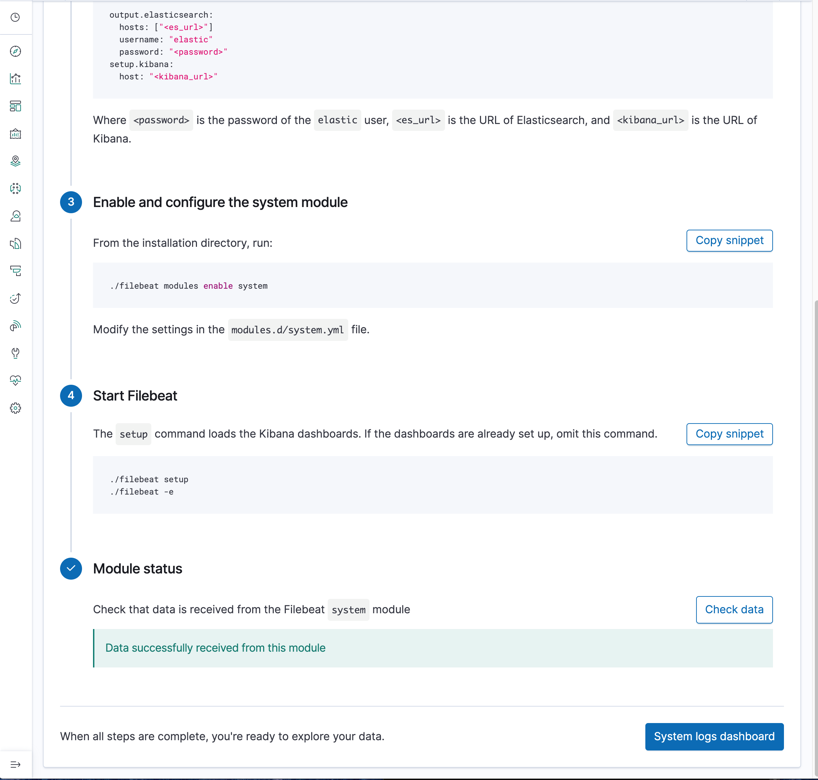 output.elasticsearch:
hosts: ["<es_url>"]
username: "elastic"
password: "<password>"
setup.kibana:
host: "<kibana_url>"
Where <password> is the password of the elastic user, <es_url> is the URL of Elasticsearch, and <kibana_url> is the URL of
Kibana.
3 Enable and configure the system module
From the installation directory, run:
Copy snippet
./filebeat modules enable system
Modify the settings in the modules.d/system.yml file.
4 Start Filebeat
The setup command loads the Kibana dashboards. If the dashboards are already set up, omit this command.
Copy snippet
./filebeat setup
./filebeat -e
Module status
Check that data is received from the Filebeat system module
Check data
Data successfully received from this module
When all steps are complete, you're ready to explore your data.
System logs dashboard